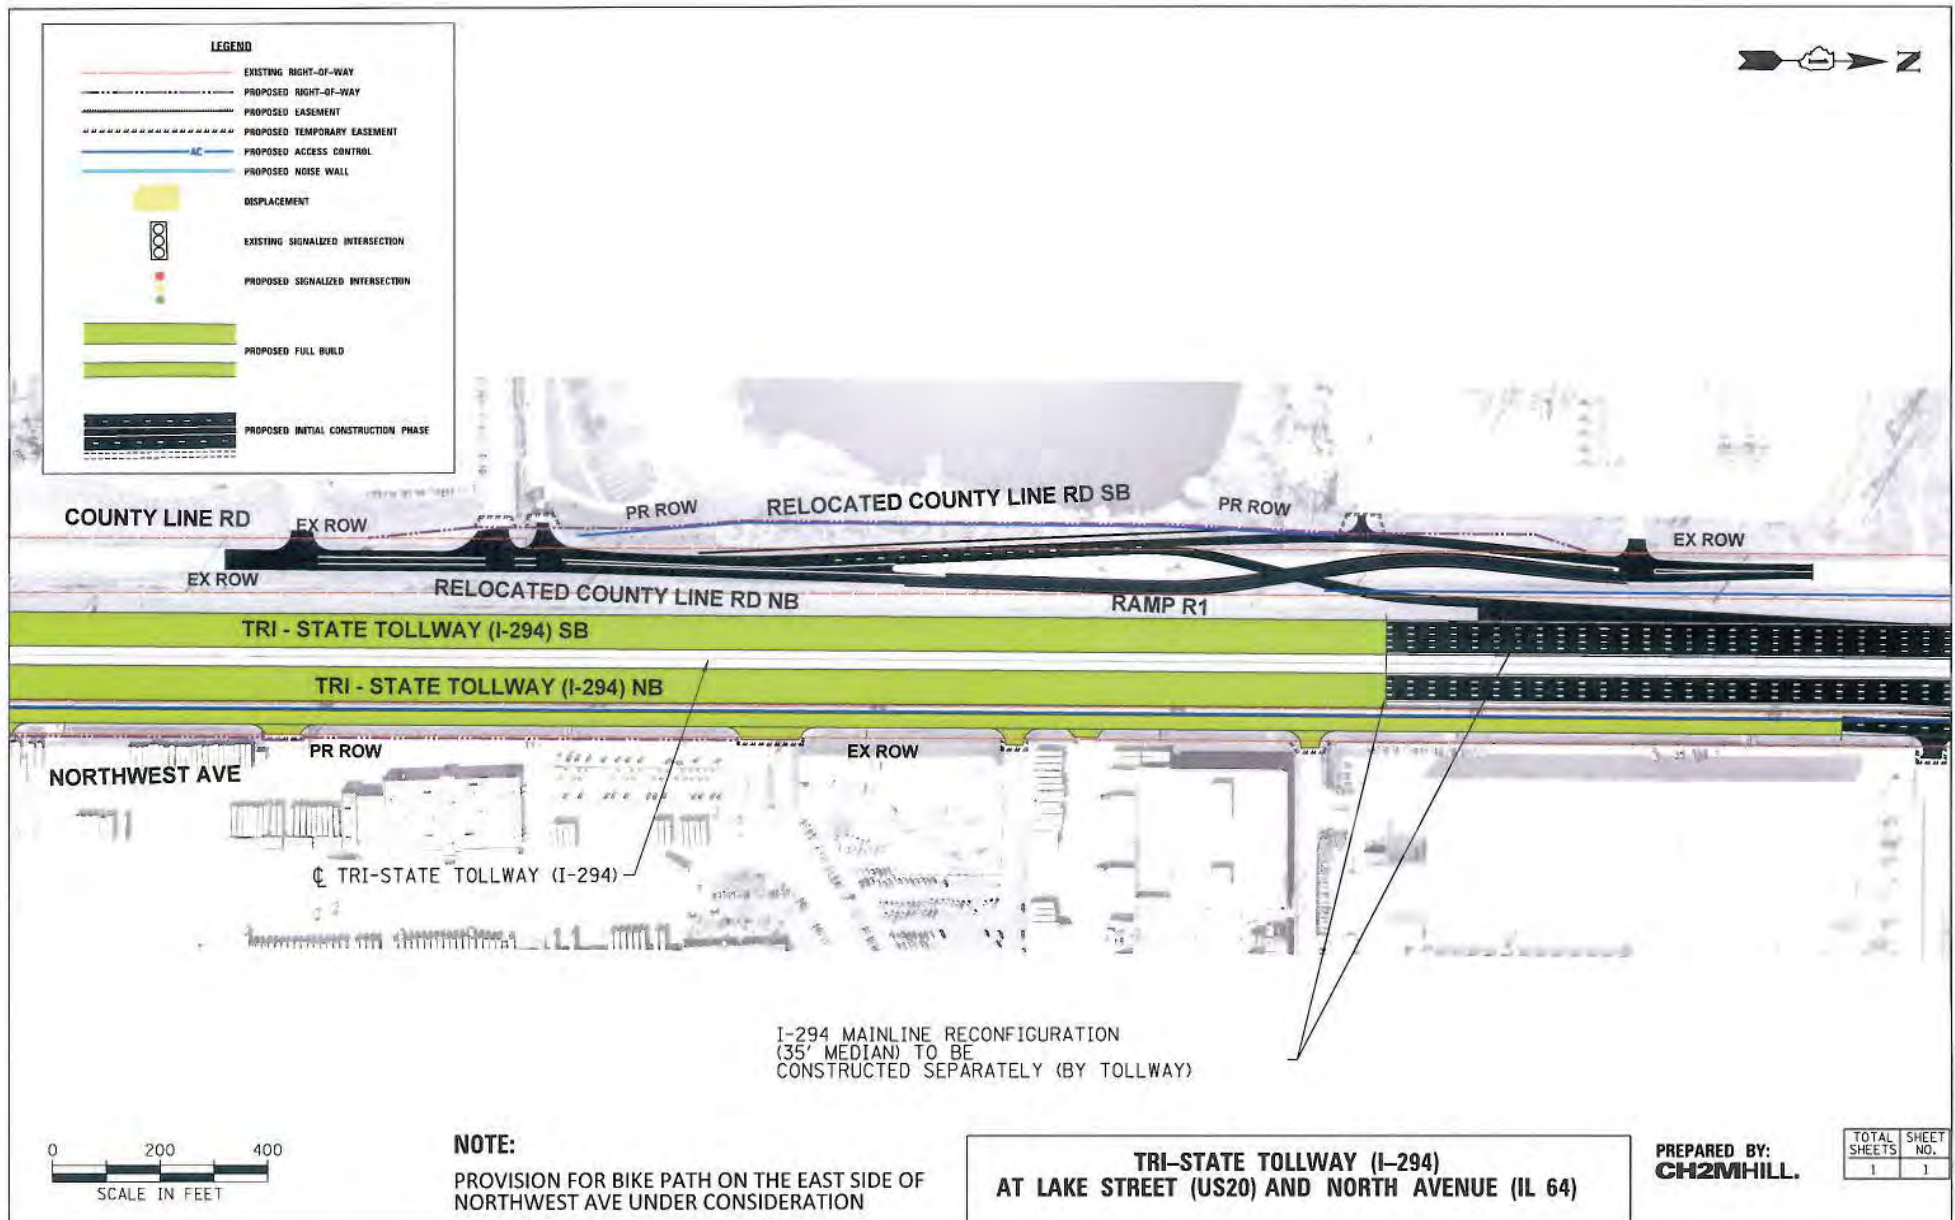 LEGEND
EXISTING RIGHT-OF-WAY
PROPOSED RIGHT-OF-WAY
PROPOSED EASEMENT
PROPOSED TEMPORARY EASEMENT
AC
PROPOSED ACCESS CONTROL
PROPOSED NOISE WALL
DISPLACEMENT
EXISTING SIGNALIZED INTERSECTION
PROPOSED SIGNALIZED INTERSECTION
PROPOSED FULL BUILD
PROPOSED INITIAL CONSTRUCTION PHASE
N
COUNTY LINE RD
EX ROW
PR ROW
RELOCATED COUNTY LINE RD SB
PR ROW
EX ROW
EX ROW
RELOCATED COUNTY LINE RD NB
RAMP R1
TRI - STATE TOLLWAY (I-294) SB
TRI - STATE TOLLWAY (I-294) NB
PR ROW
EX ROW
NORTHWEST AVE
℄ TRI-STATE TOLLWAY (I-294)
I-294 MAINLINE RECONFIGURATION
(35' MEDIAN) TO BE
CONSTRUCTED SEPARATELY (BY TOLLWAY)
0 200 400
SCALE IN FEET
NOTE:
PROVISION FOR BIKE PATH ON THE EAST SIDE OF
NORTHWEST AVE UNDER CONSIDERATION
TRI-STATE TOLLWAY (I-294)
AT LAKE STREET (US20) AND NORTH AVENUE (IL 64)
PREPARED BY:
CH2MHILL.
TOTAL SHEETS
SHEET NO.
1 1